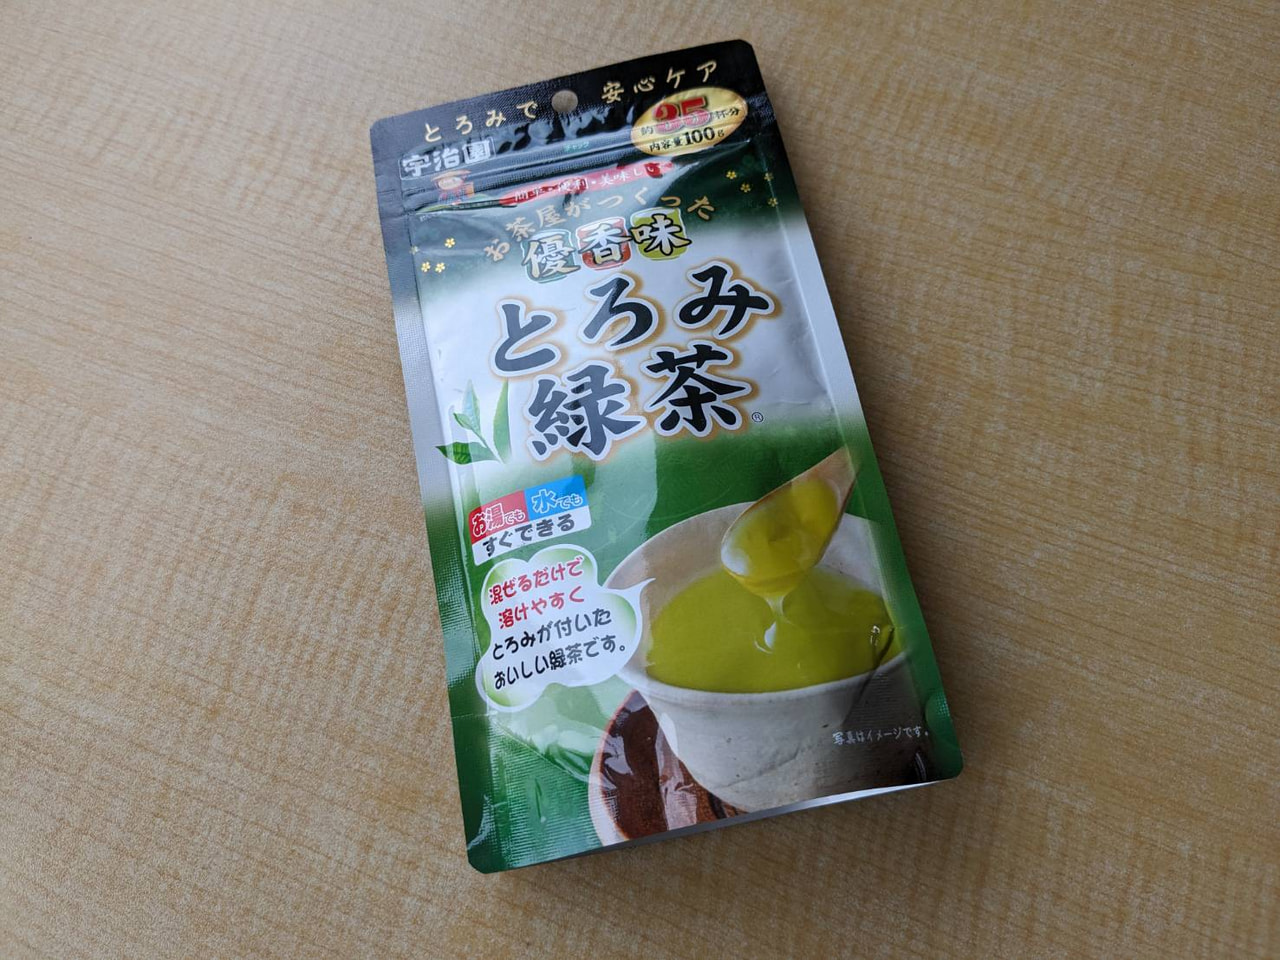 とろみで 安心ケア
宇治園
約35杯分
内容量100g
簡単・便利・美味しい
お茶屋がつくった
優香味
とろみ
緑茶®
お湯でも 水でも
すぐできる
混ぜるだけで
溶けやすく
とろみが付いた
おいしい緑茶です。
写真はイメージです。